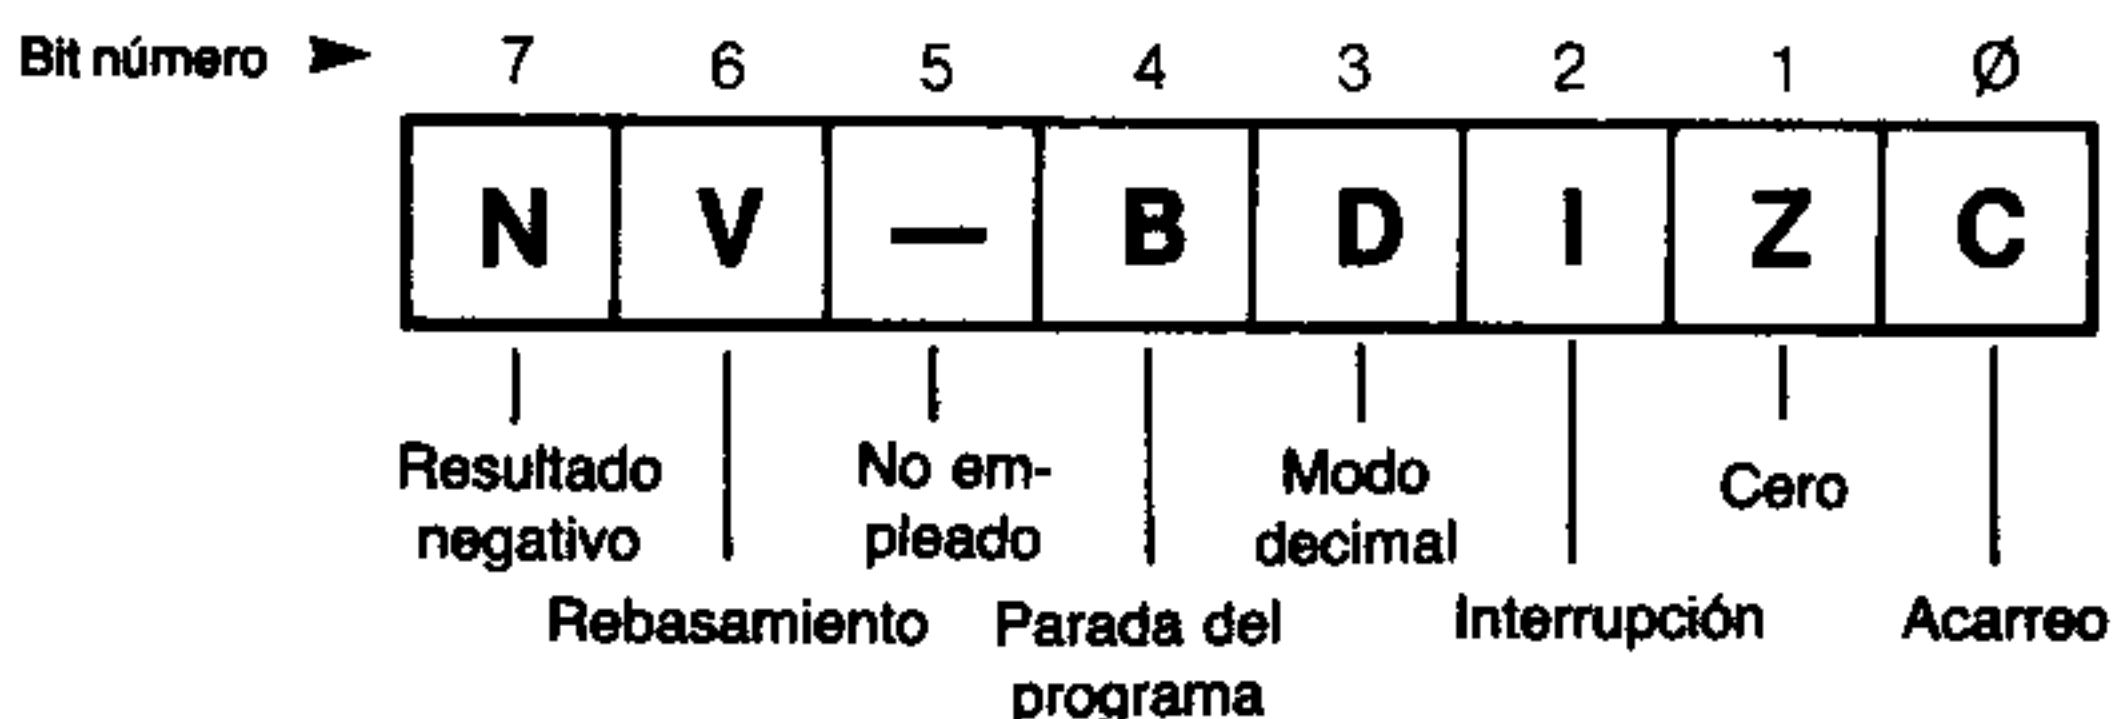 Bit número ► 7 6 5 4 3 2 1 Ø
N V — B D I Z C
Resultado
negativo
Rebasamiento
No em-
pleado
Parada del
programa
Modo
decimal
Interrupción
Cero
Acarreo